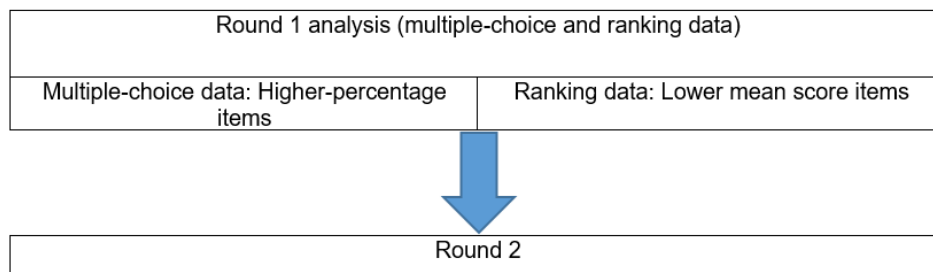 Round 1 analysis (multiple-choice and ranking data)
Multiple-choice data: Higher-percentage
items
Ranking data: Lower mean score items
Round 2